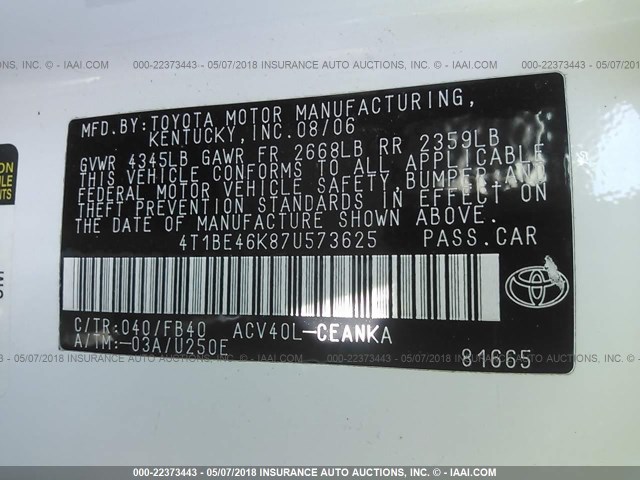 000-22373443 - 05/07/2018 INSURANCE AUTO AUCTIONS, INC. © - IAAI.COM
MFD.BY:TOYOTA MOTOR MANUFACTURING,
KENTUCKY, INC.08/06
GVWR 4345LB GAWR FR 2668LB RR 2359LB
THIS VEHICLE CONFORMS TO ALL APPLICABLE
FEDERAL MOTOR VEHICLE SAFETY,BUMPER AND
THEFT PREVENTION STANDARDS IN EFFECT ON
THE DATE OF MANUFACTURE SHOWN ABOVE.
4T1BE46K87U573625 PASS.CAR
C/TR:040/FB40 ACV40L-CEANKA
A/TM:-03A/U250E 81665
000-22373443 - 05/07/2018 INSURANCE AUTO AUCTIONS, INC. © - IAAI.COM
000-22373443 - 05/07/2018 INSURANCE AUTO AUCTIONS, INC. © - IAAI.COM